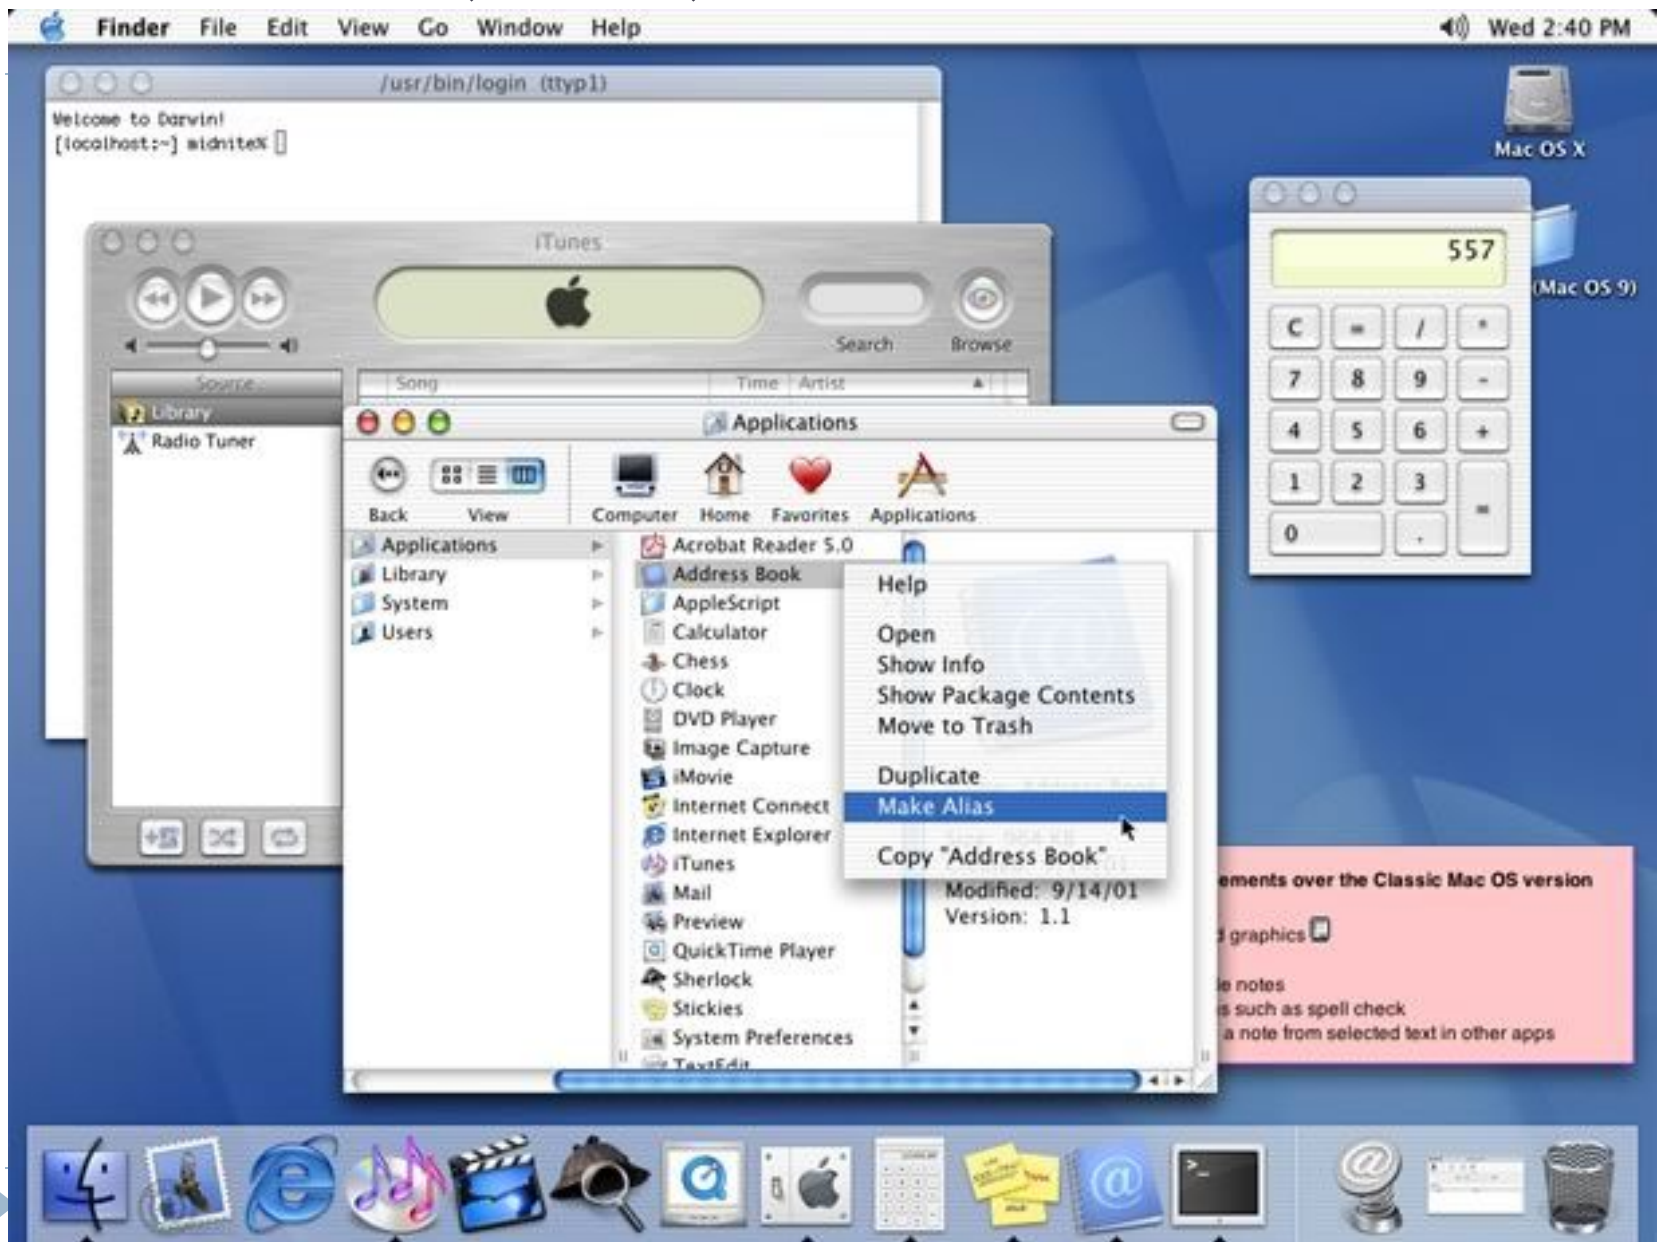 Finder File Edit View Go Window Help Wed 2:40 PM
/usr/bin/login (ttyp1)
Welcome to Darwin!
[localhost:~] midnite%
Mac OS X
(Mac OS 9)
557
C = / *
7 8 9 -
4 5 6 +
1 2 3 =
0 .
iTunes
Search Browse
Source Song Time Artist
Library
Radio Tuner
Applications
Back View Computer Home Favorites Applications
Applications
Library
System
Users
Acrobat Reader 5.0
Address Book
AppleScript
Calculator
Chess
Clock
DVD Player
Image Capture
iMovie
Internet Connect
Internet Explorer
iTunes
Mail
Preview
QuickTime Player
Sherlock
Stickies
System Preferences
TextEdit
Help
Open
Show Info
Show Package Contents
Move to Trash
Duplicate
Make Alias
Copy "Address Book"
Modified: 9/14/01
Version: 1.1
ements over the Classic Mac OS version
d graphics
le notes
s such as spell check
a note from selected text in other apps